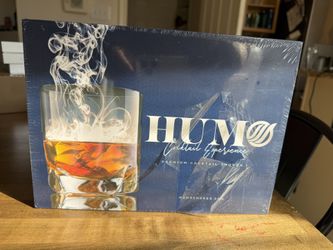 HUMO
Cocktail Experience
PREMIUM COCKTAIL SMOKER